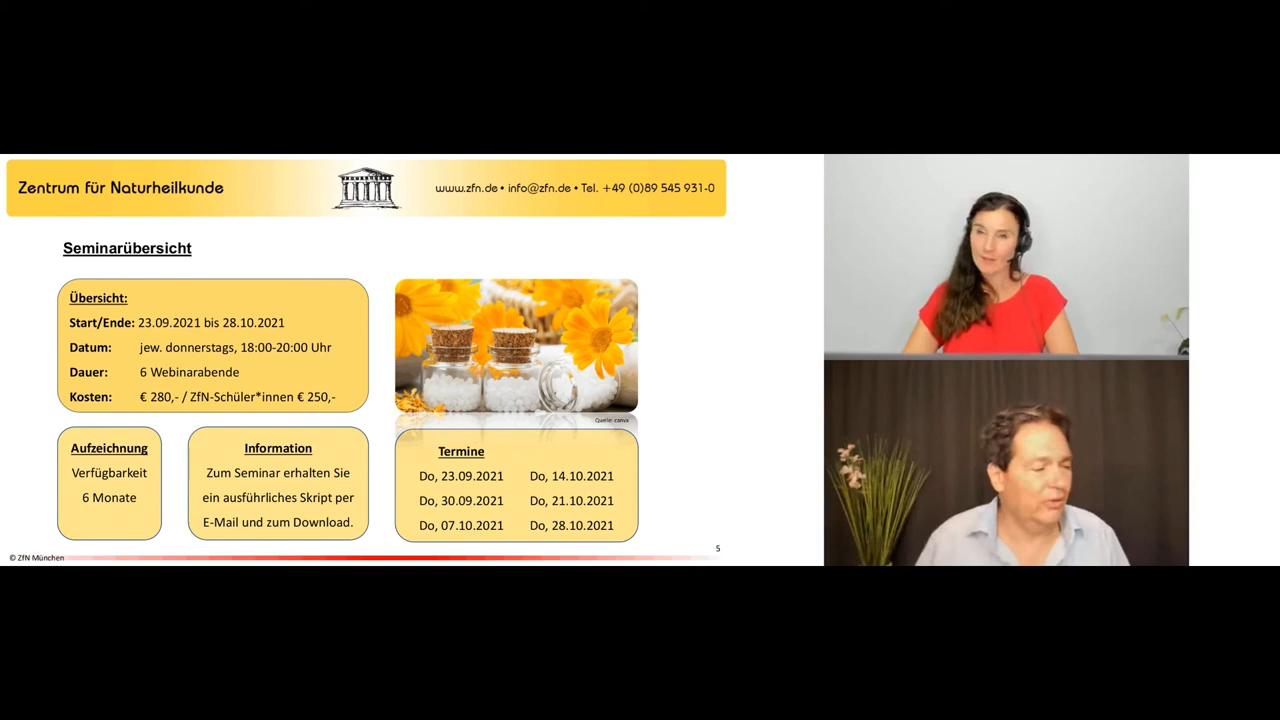 Zentrum für Naturheilkunde
www.zfn.de • info@zfn.de • Tel. +49 (0)89 545 931-0
Seminarübersicht
Übersicht:
Start/Ende: 23.09.2021 bis 28.10.2021
Datum: jew. donnerstags, 18:00-20:00 Uhr
Dauer: 6 Webinarabende
Kosten: € 280,- / ZfN-Schüler*innen € 250,-
Quelle: canva
Aufzeichnung
Verfügbarkeit
6 Monate
Information
Zum Seminar erhalten Sie
ein ausführliches Skript per
E-Mail und zum Download.
Termine
Do, 23.09.2021 Do, 14.10.2021
Do, 30.09.2021 Do, 21.10.2021
Do, 07.10.2021 Do, 28.10.2021
5
© ZfN München